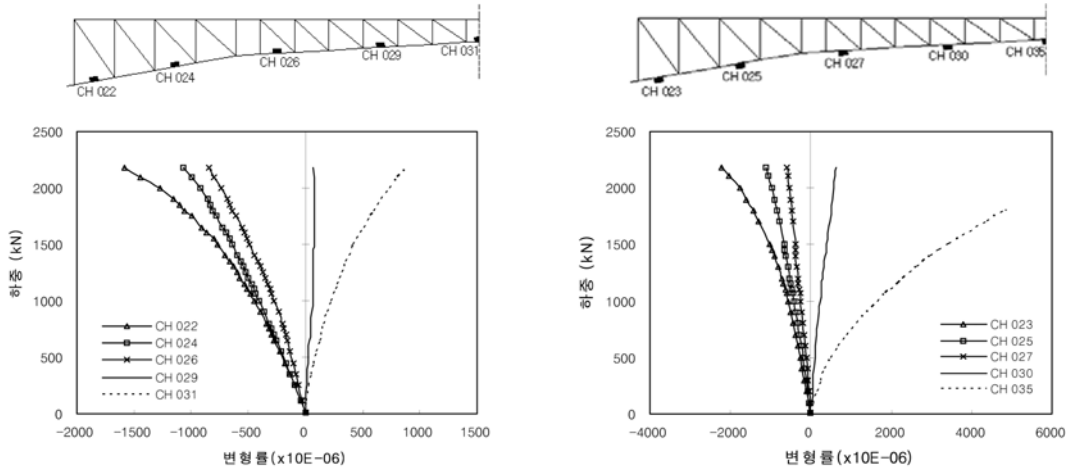 CH 022
CH 024
CH 026
CH 029
CH 031
2500
2000
1500
1000
500
0
하중 (kN)
CH 022
CH 024
CH 026
CH 029
CH 031
-2000
-1500
-1000
-500
0
500
1000
1500
변형률(x10E-06)
CH 023
CH 025
CH 027
CH 030
CH 035
2500
2000
1500
1000
500
0
하중 (kN)
CH 023
CH 025
CH 027
CH 030
CH 035
-4000
-2000
0
2000
4000
6000
변형률(x10E-06)